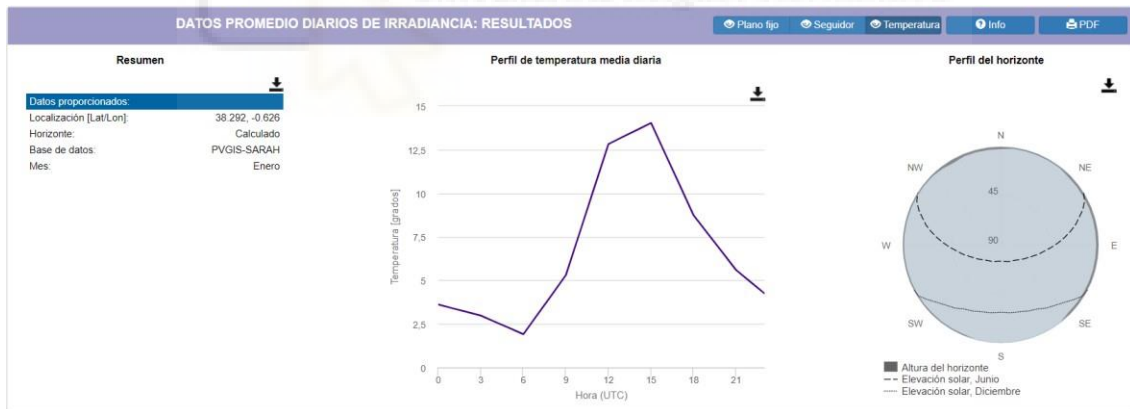 DATOS PROMEDIO DIARIOS DE IRRADIANCIA: RESULTADOS
Plano fijo
Seguidor
Temperatura
Info
PDF
Resumen
Datos proporcionados:
Localización [Lat/Lon]: 38.292, -0.626
Horizonte: Calculado
Base de datos: PVGIS-SARAH
Mes: Enero
Perfil de temperatura media diaria
Temperatura [grados]
15
12,5
10
7,5
5
2,5
0
0 3 6 9 12 15 18 21
Hora (UTC)
Perfil del horizonte
N
NW NE
45
W 90 E
SW SE
S
Altura del horizonte
Elevación solar, Junio
Elevación solar, Diciembre